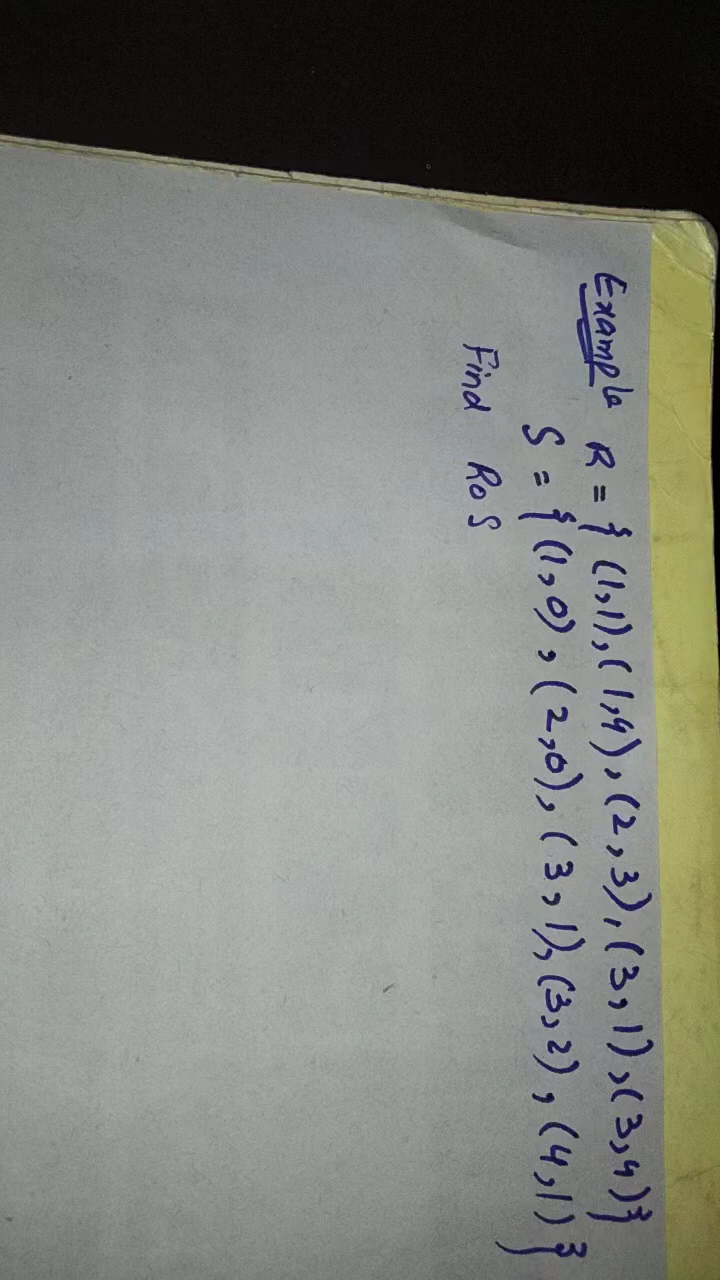 Example R = { (1,1), (1,4), (2,3), (3,1), (3,4)}
S = { (1,0), (2,0), (3,1), (3,2), (4,1) }
Find RoS